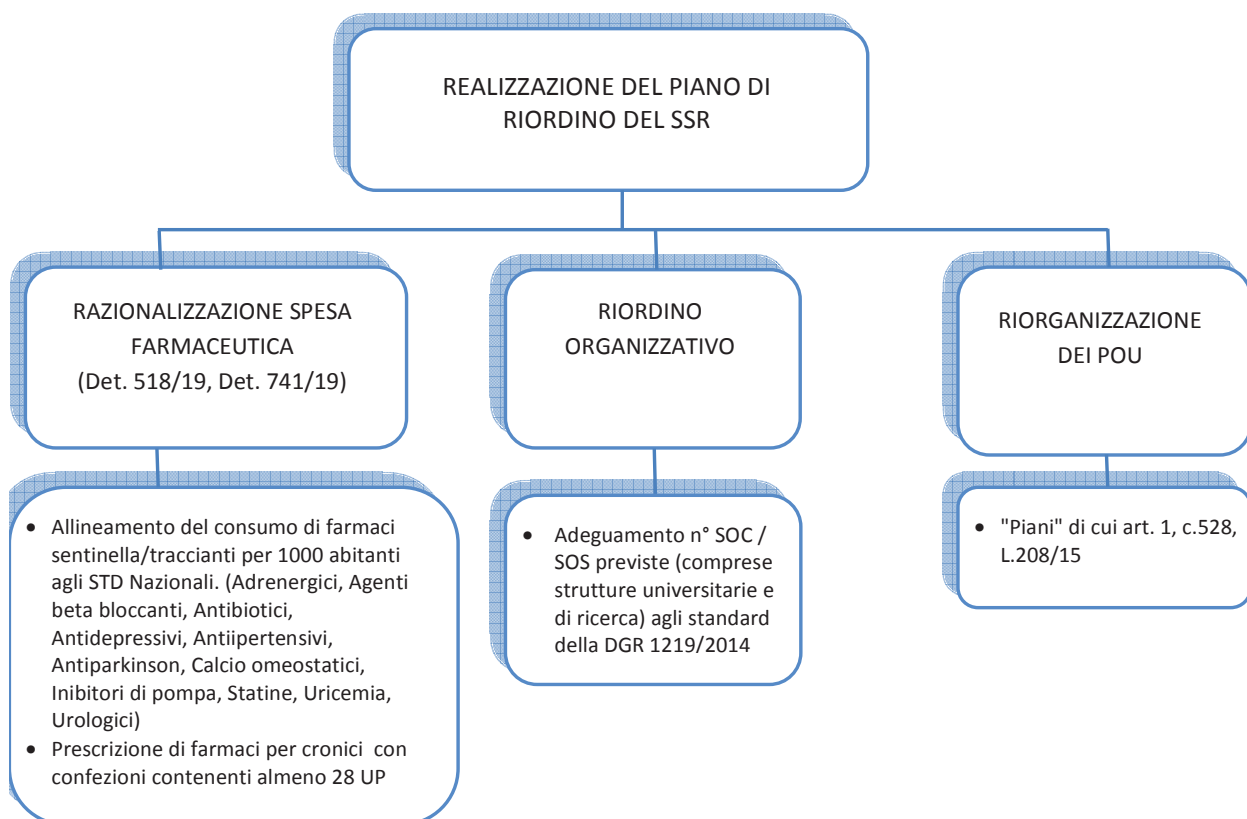 REALIZZAZIONE DEL PIANO DI
RIORDINO DEL SSR
RAZIONALIZZAZIONE SPESA
FARMACEUTICA
(Det. 518/19, Det. 741/19)
RIORDINO
ORGANIZZATIVO
RIORGANIZZAZIONE
DEI POU
• Allineamento del consumo di farmaci
sentinella/traccianti per 1000 abitanti
agli STD Nazionali. (Adrenergici, Agenti
beta bloccanti, Antibiotici,
Antidepressivi, Antiipertensivi,
Antiparkinson, Calcio omeostatici,
Inibitori di pompa, Statine, Uricemia,
Urologici)
• Prescrizione di farmaci per cronici con
confezioni contenenti almeno 28 UP
• Adeguamento n° SOC /
SOS previste (comprese
strutture universitarie e
di ricerca) agli standard
della DGR 1219/2014
• "Piani" di cui art. 1, c.528,
L.208/15